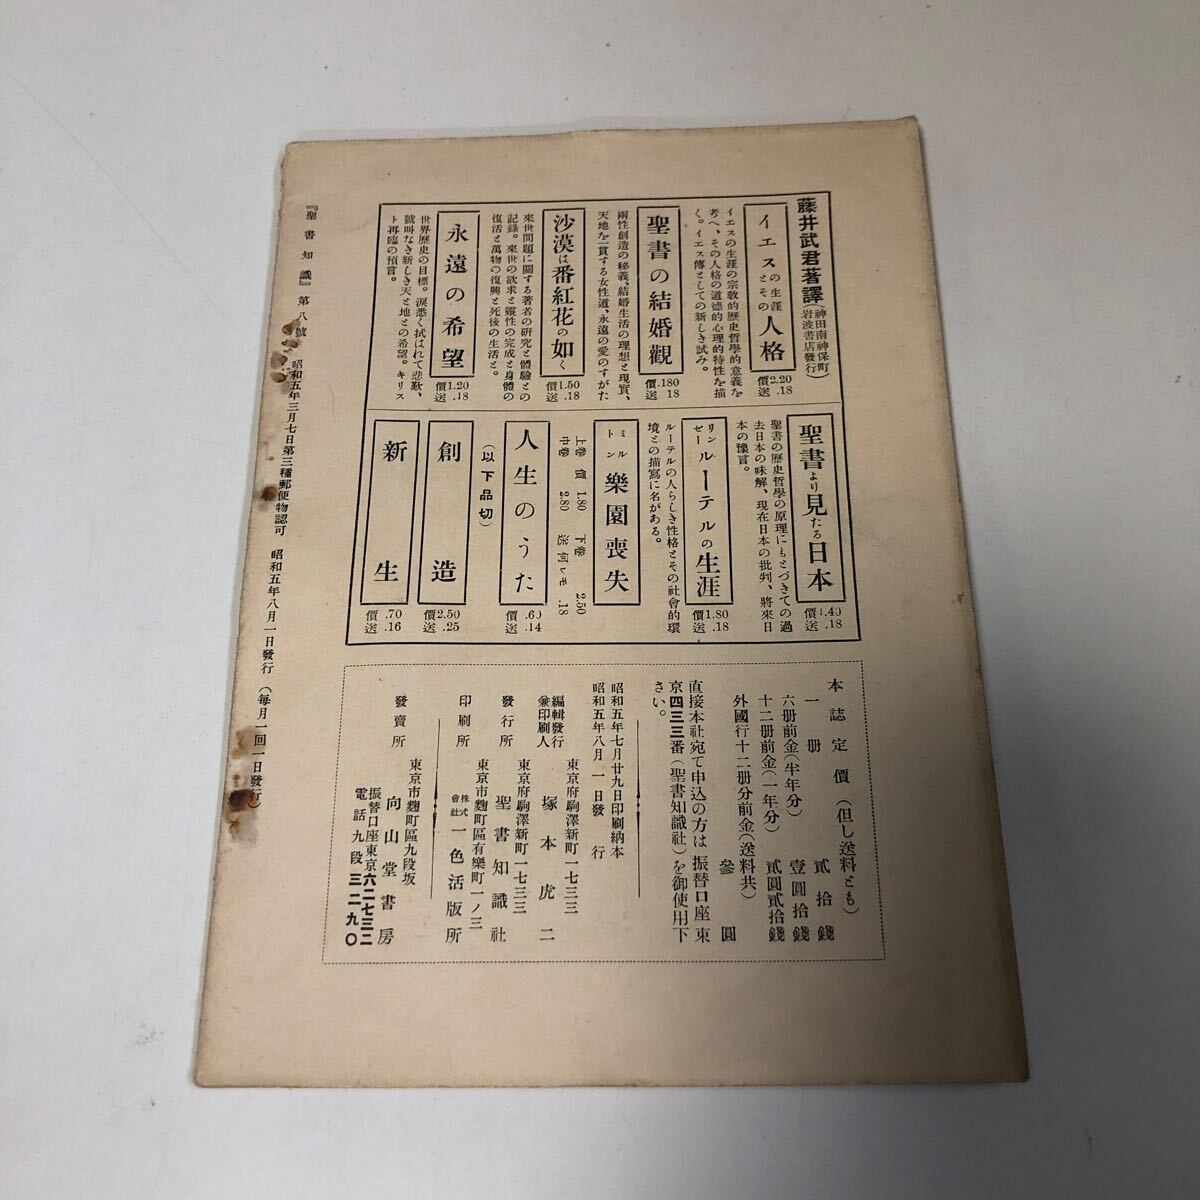 藤井武君著譯(神田南神保町岩波書店發行)
イエスの生涯とその人格
價2.20
送.18
イエスの生涯の宗敎的歷史哲學的意義を
考へ、その人格の道德的心理的特性を描
く。イエス傳としての新しき試み。
聖書の結婚觀
價.180
送18
兩性創造の秘義、結婚生活の理想と現實、
天地を一貫する女性道、永遠の愛のすがた
沙漠は番紅花の如く
價1.50
送.18
來世問題に關する著者の研究と體驗との
記録。來世の欲求と靈性の完成と身體の
復活と萬物の復興と死後の生活と。
永遠の希望
價1.20
送.18
世界歷史の目標。淚悉く拭はれて悲歎、
號叫なき新しき天と地との希望。キリス
ト再臨の預言。
聖書より見たる日本
價1.40
送.18
聖書の歷史哲學の原理にもとづきての過
去日本の味解、現在日本の批判、將來日
本の豫言。
リンゼー ルーテルの生涯
價1.80
送.18
ルーテルの人らしき性格とその社會的環
境との描寫に名がある。
ミルトン 樂園喪失
上卷 價 1.80 下卷 2.50
中卷 2.80 送何レモ .18
人生のうた
價.60
送.14
(以下品切)
創造
價2.50
送.25
新生
價.70
送.16
本誌定價(但し送料とも)
一册 貳拾錢
六册前金(半年分) 壹圓拾錢
十二册前金(一年分) 貳圓貳拾錢
外國行十二册分前金(送料共) 參圓
直接本社宛て申込の方は振替口座東
京四三三番(聖書知識社)を御使用下
さい。
昭和五年七月廿九日印刷納本
昭和五年八月一日發行
東京府駒澤新町一七三三
編輯發行兼印刷人 塚本虎二
東京府駒澤新町一七三三
發行所 聖書知識社
東京市麴町區有樂町一ノ三
印刷所 株式會社 一色活版所
東京市麴町區九段坂
發賣所 向山堂書房
振替口座東京六二七三二
電話九段三二九〇
『聖書知識』第八號 昭和五年三月七日第三種郵便物認可 昭和五年八月一日發行(每月一回一日發行)